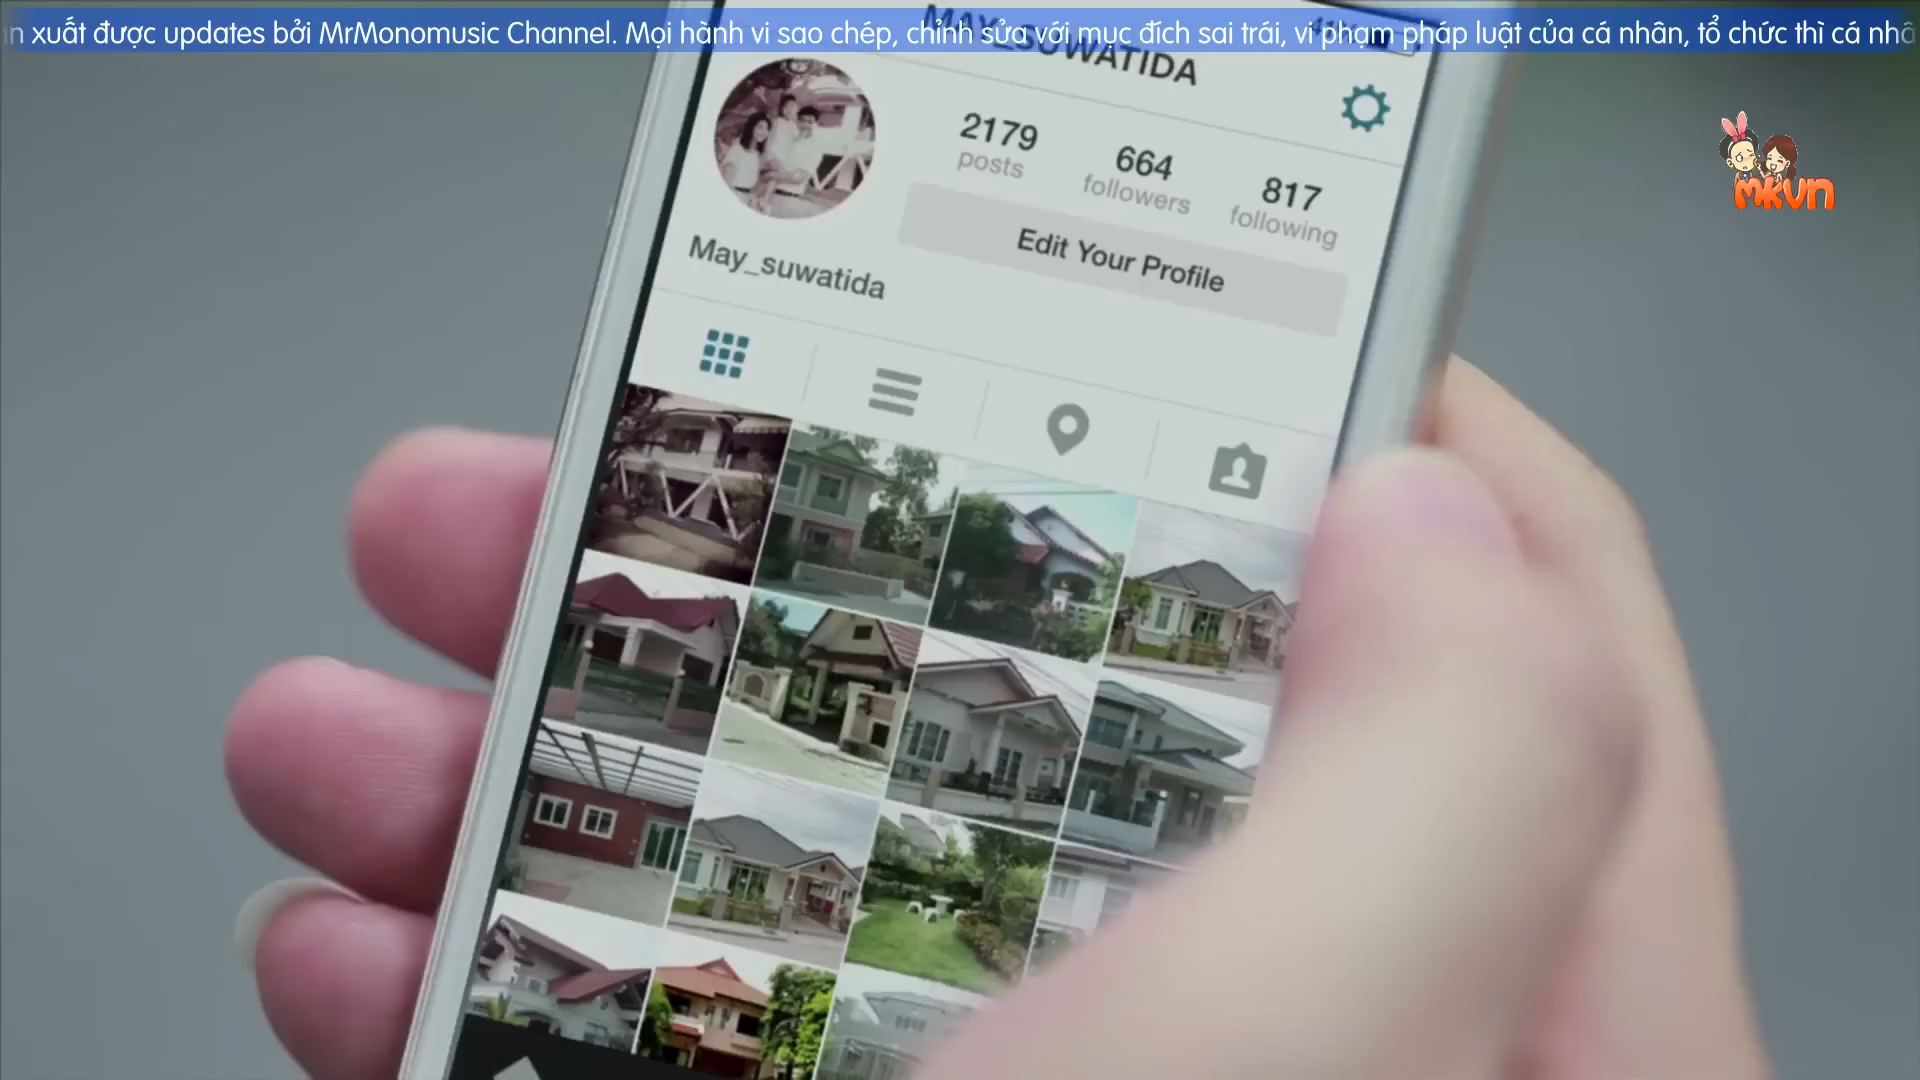 xuất được updates bởi MrMonomusic Channel. Mọi hành vi sao chép, chỉnh sửa với mục đích sai trái, vi phạm pháp luật của cá nhân, tổ chức thì cá
MAY_SUWATIDA
2179 posts
664 followers
817 following
Edit Your Profile
May_suwatida
mkvn